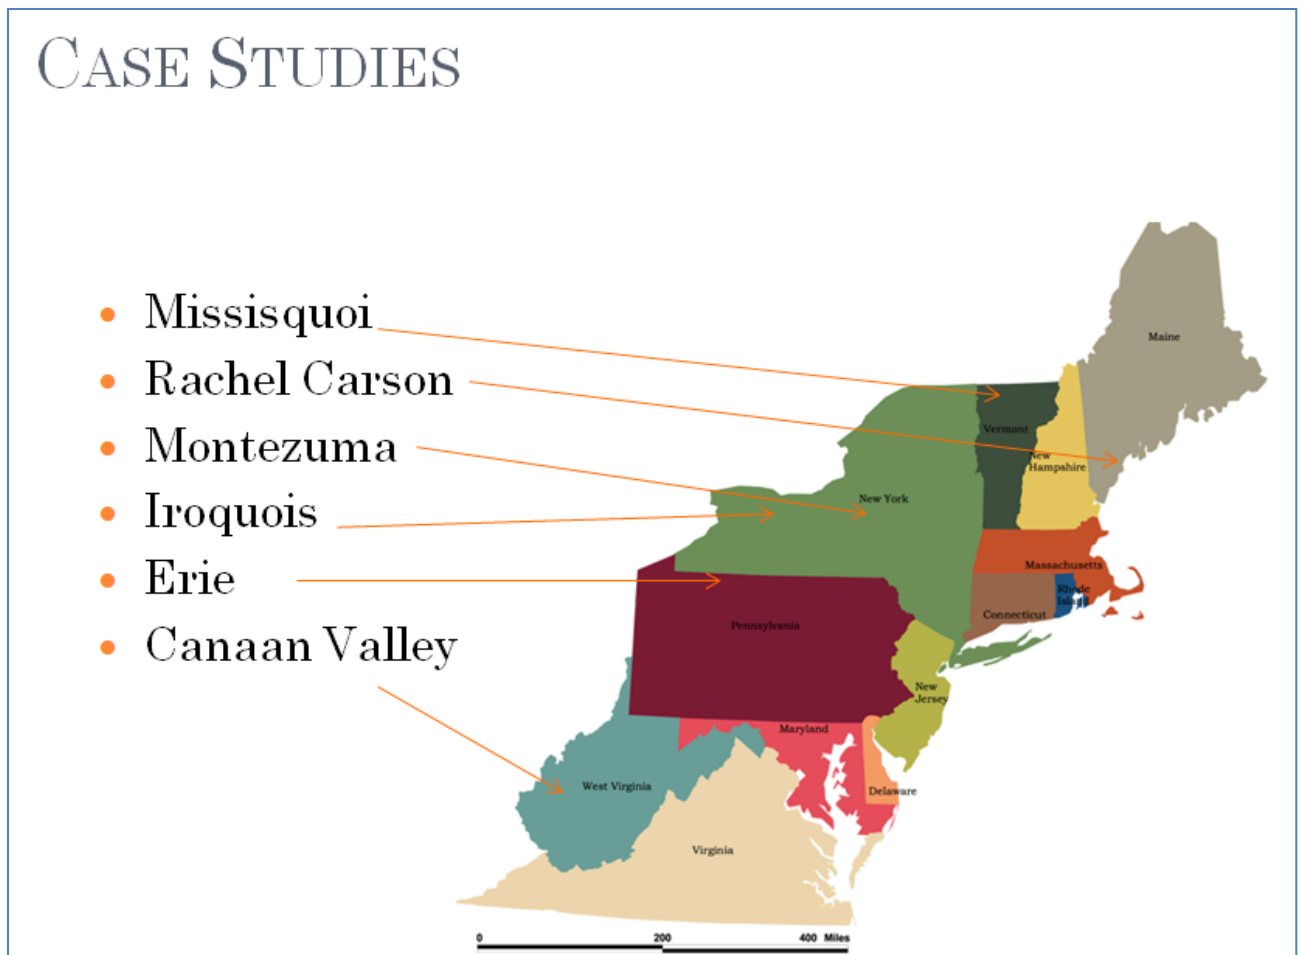 CASE STUDIES
• Missisquoi
• Rachel Carson
• Montezuma
• Iroquois
• Erie
• Canaan Valley
Maine
Vermont
New
Hampshire
New York
Massachusetts
Rhode
Island
Connecticut
Pennsylvania
New
Jersey
Maryland
West Virginia
Delaware
Virginia
0 200 400 Miles